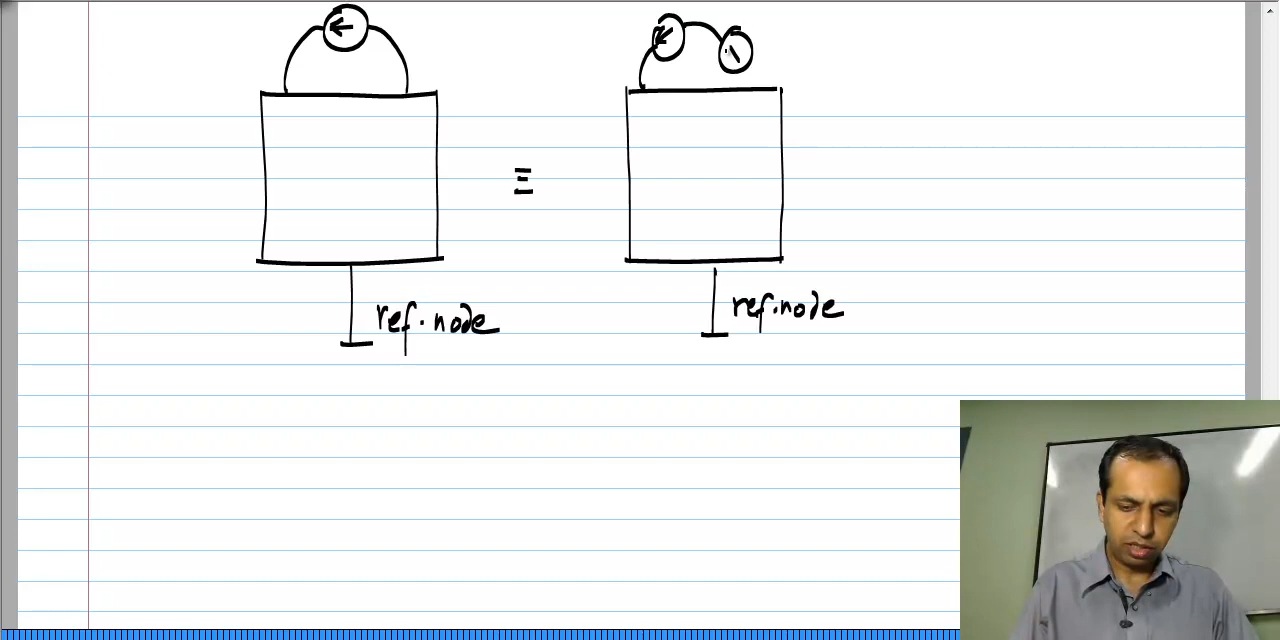 ≡
ref. node
ref. node